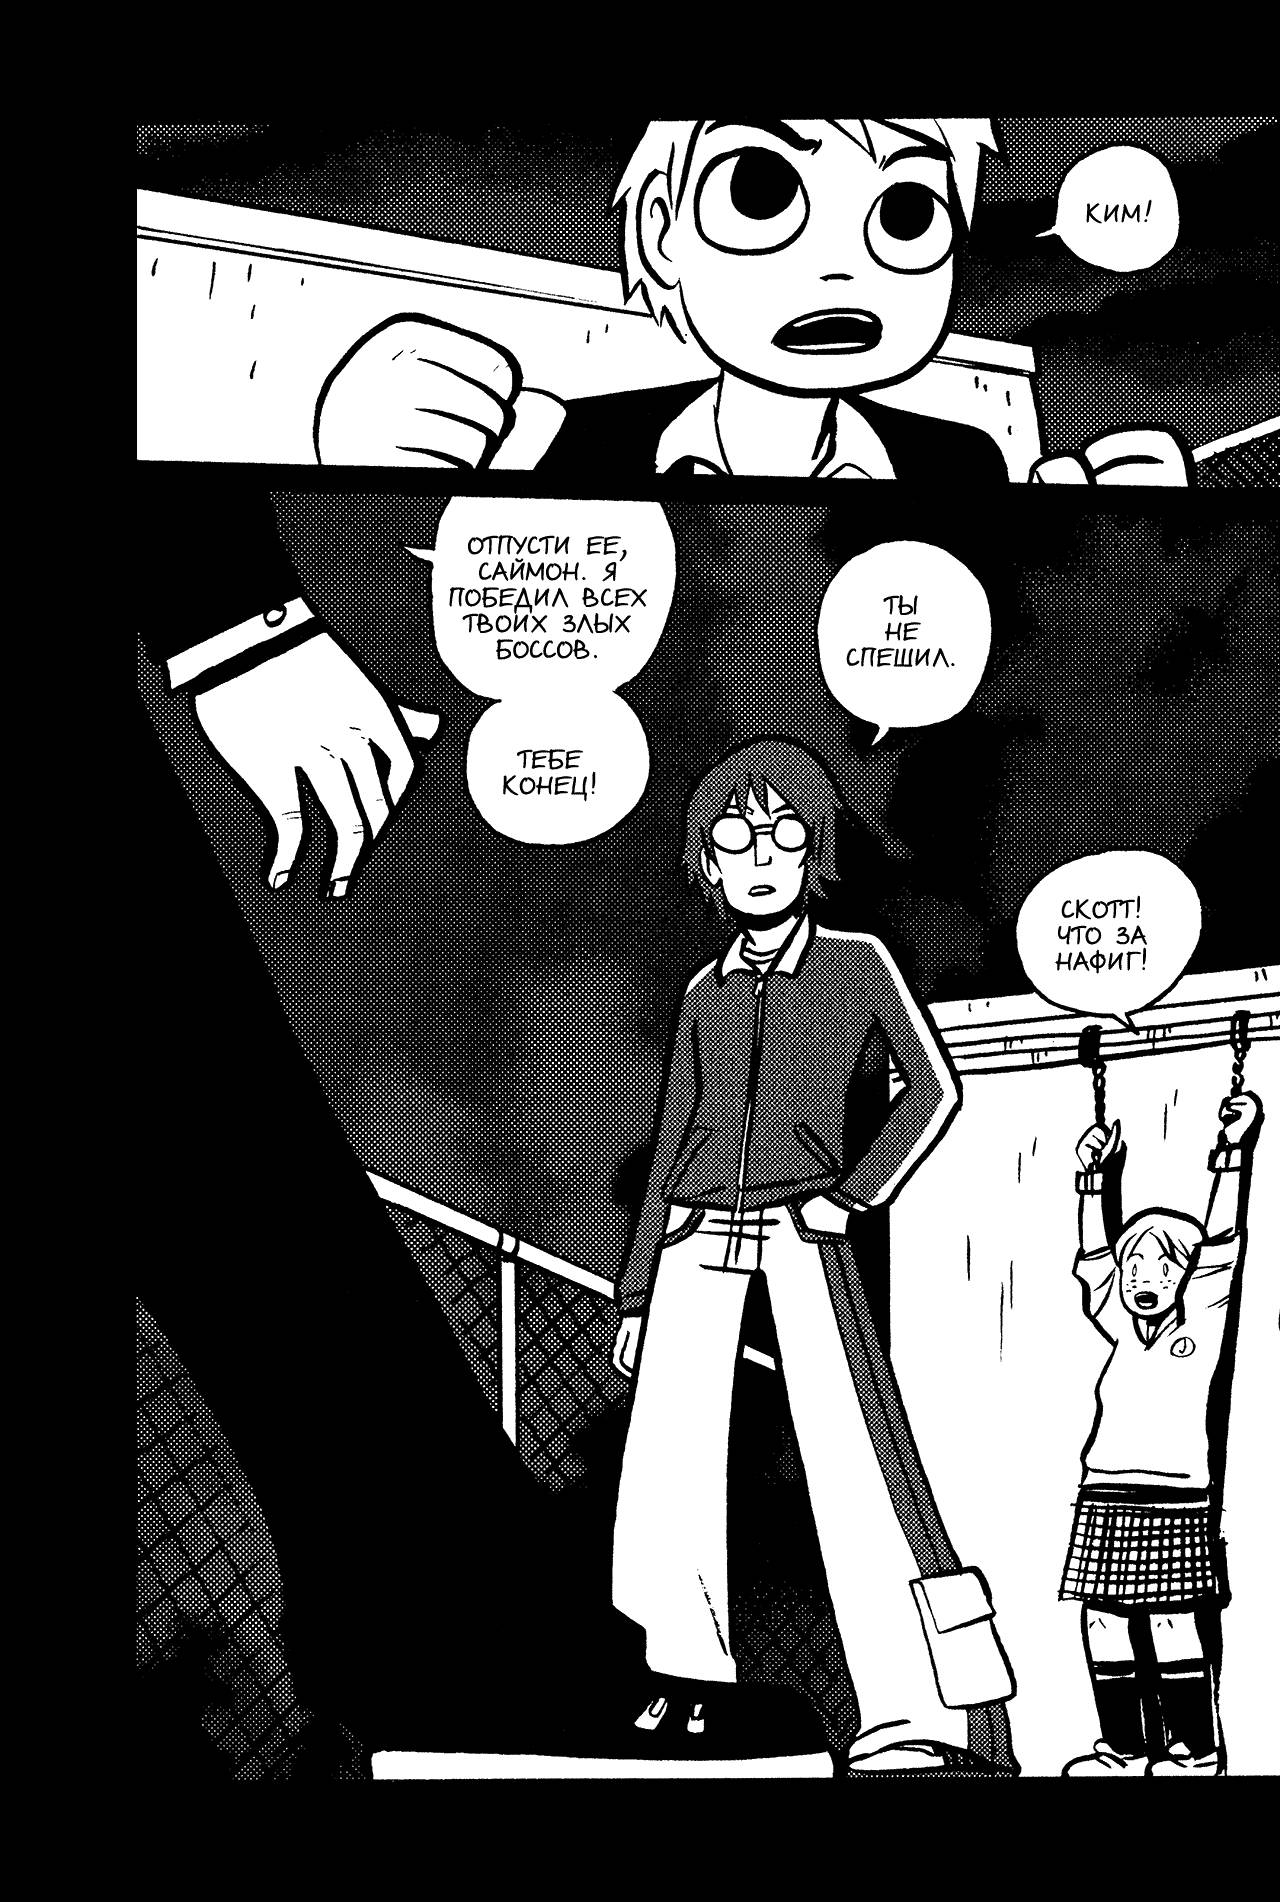 КИМ!
ОТПУСТИ ЕЕ,
САЙМОН. Я
ПОБЕДИЛ ВСЕХ
ТВОИХ ЗЛЫХ
БОССОВ.
ТЕБЕ
КОНЕЦ!
ТЫ
НЕ
СПЕШИЛ.
СКОТТ!
ЧТО ЗА
НАФИГ!